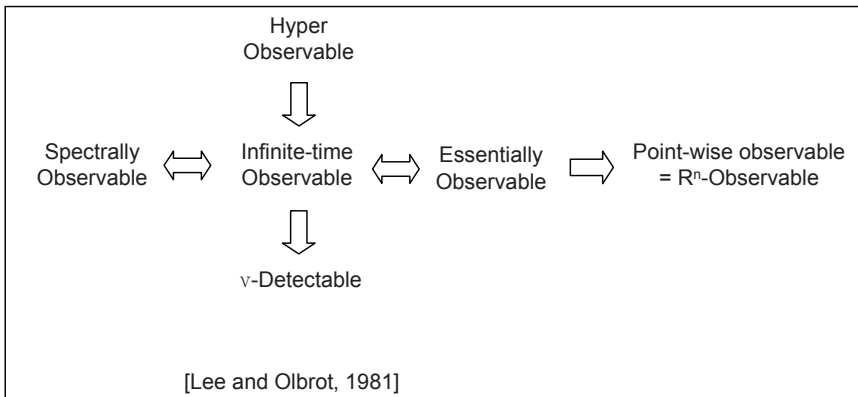 Hyper
Observable
Spectrally
Observable
Infinite-time
Observable
Essentially
Observable
Point-wise observable
= Rⁿ-Observable
ν-Detectable
[Lee and Olbrot, 1981]